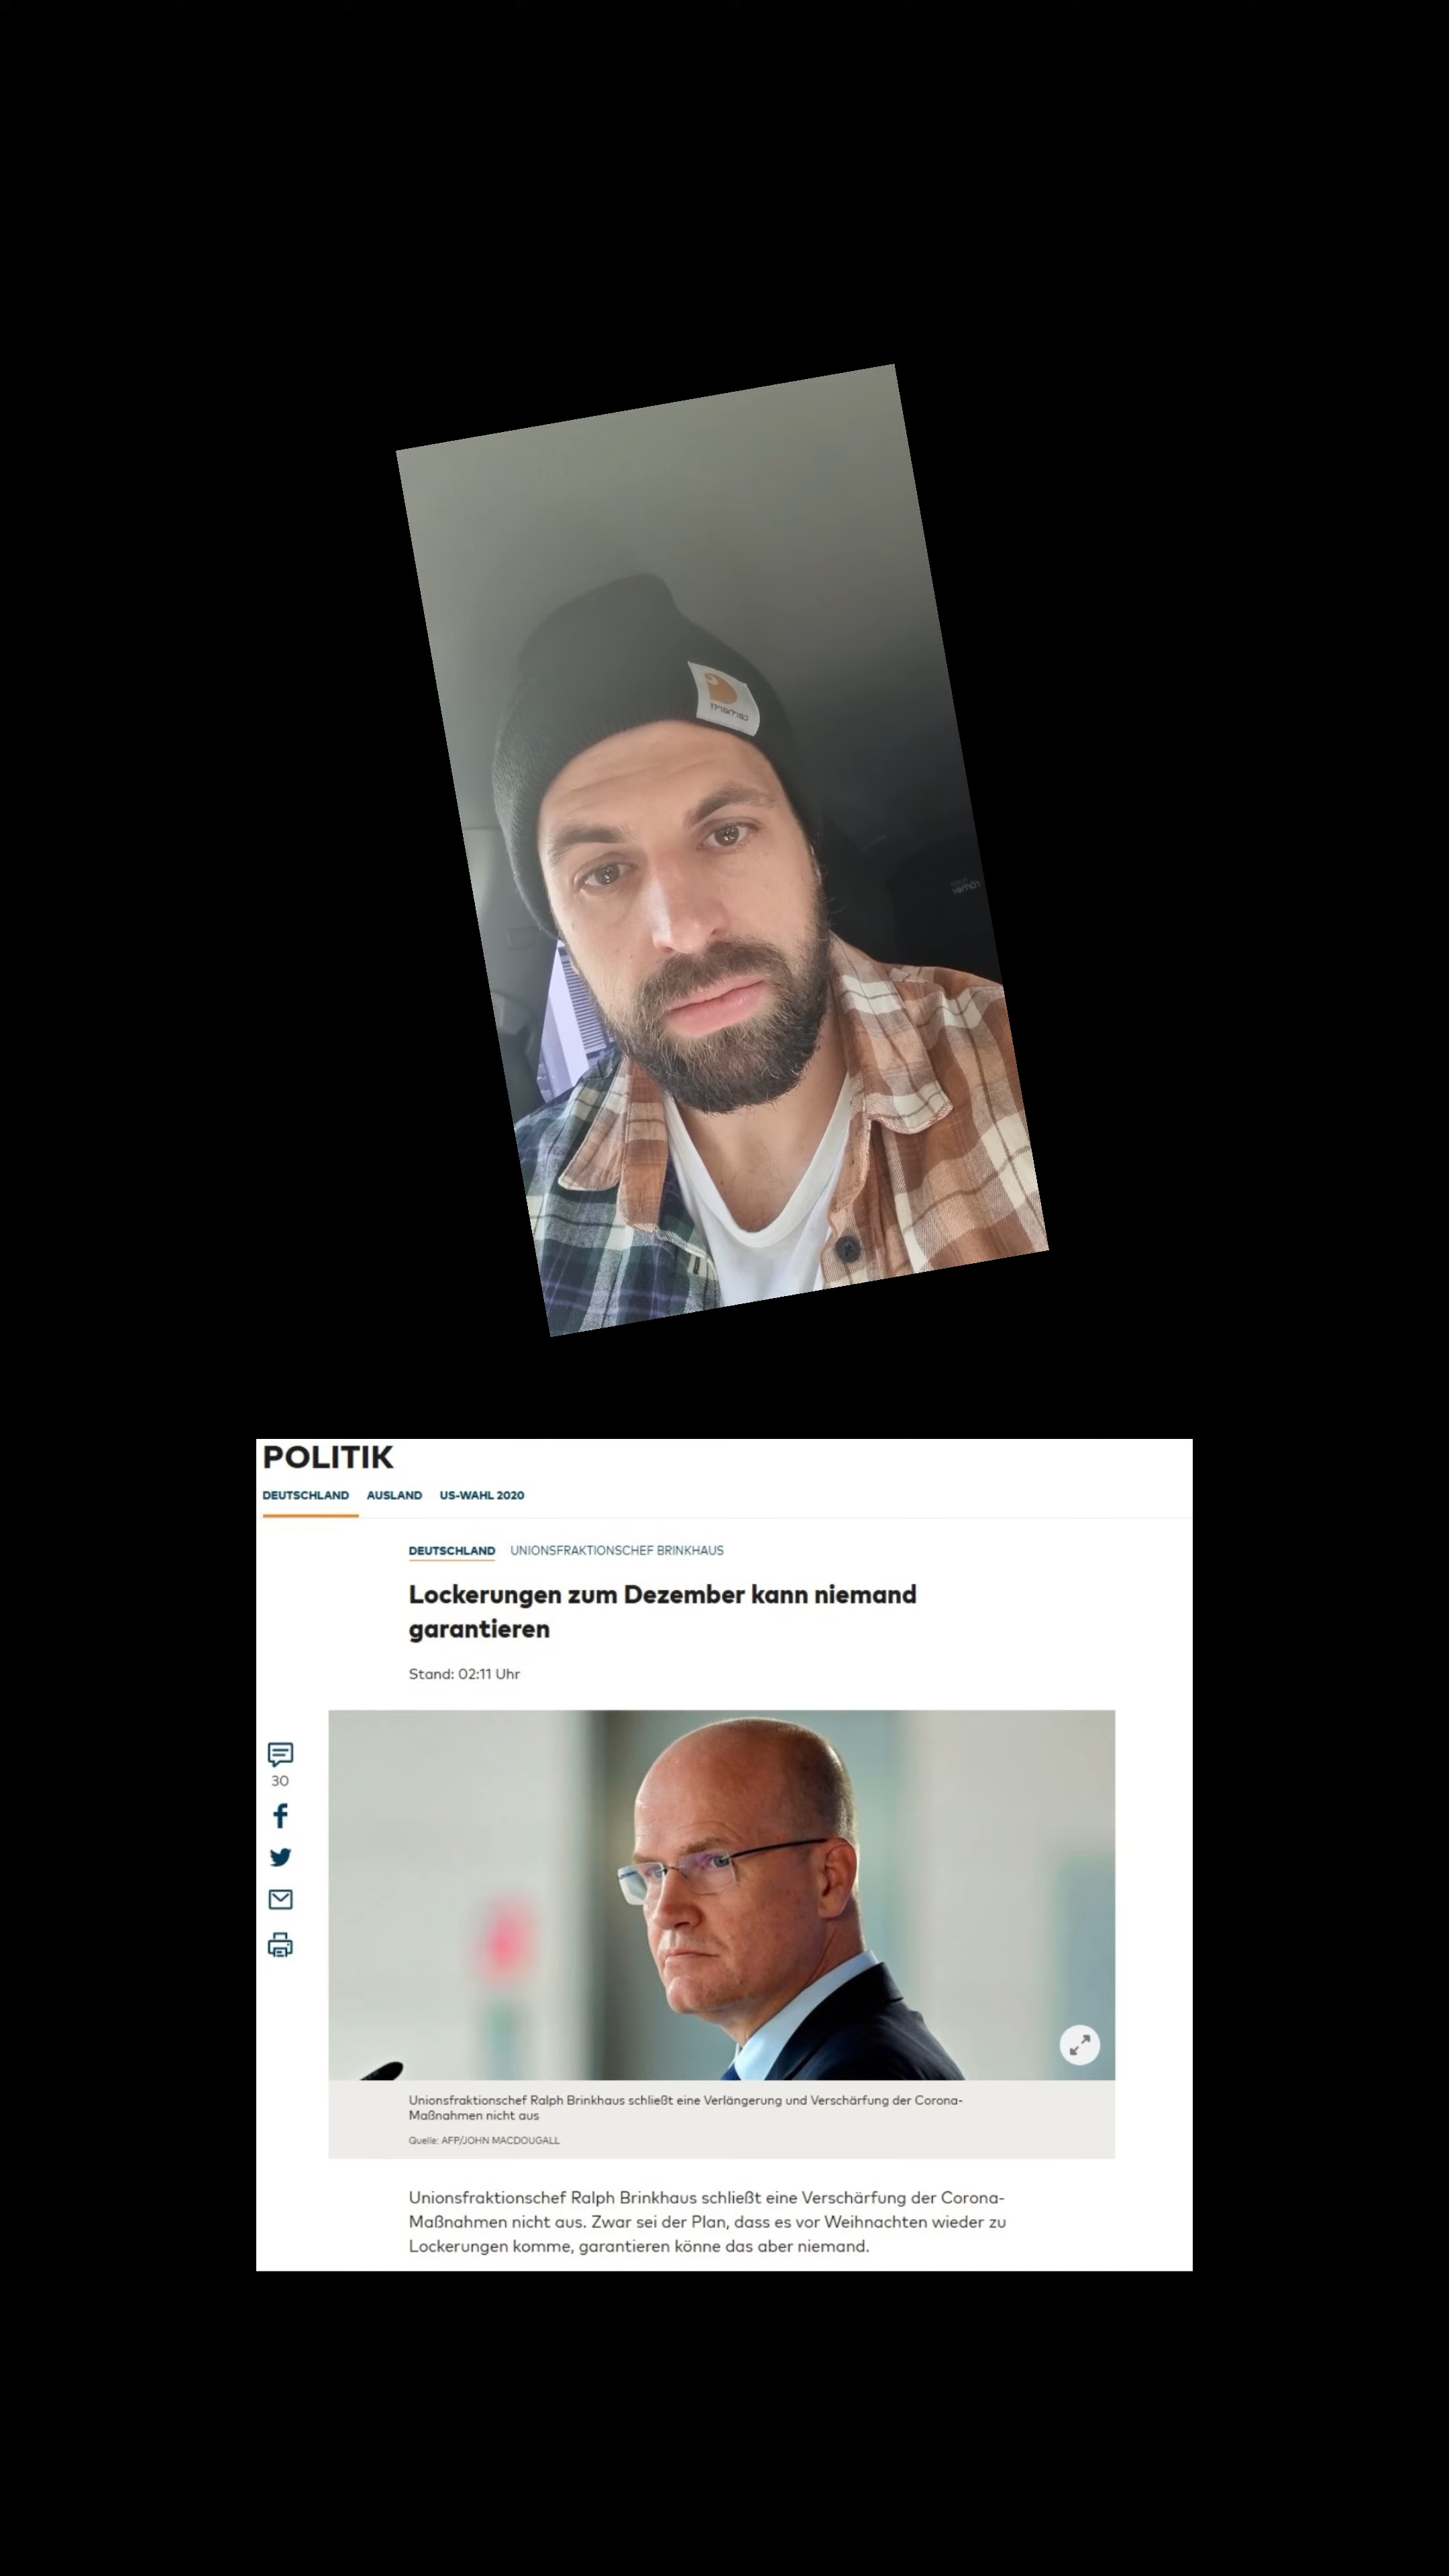 carhartt
römer
POLITIK
DEUTSCHLAND AUSLAND US-WAHL 2020
DEUTSCHLAND UNIONSFRAKTIONSCHEF BRINKHAUS
Lockerungen zum Dezember kann niemand
garantieren
Stand: 02:11 Uhr
30
Unionsfraktionschef Ralph Brinkhaus schließt eine Verlängerung und Verschärfung der Corona-
Maßnahmen nicht aus
Quelle: AFP/JOHN MACDOUGALL
Unionsfraktionschef Ralph Brinkhaus schließt eine Verschärfung der Corona-
Maßnahmen nicht aus. Zwar sei der Plan, dass es vor Weihnachten wieder zu
Lockerungen komme, garantieren könne das aber niemand.